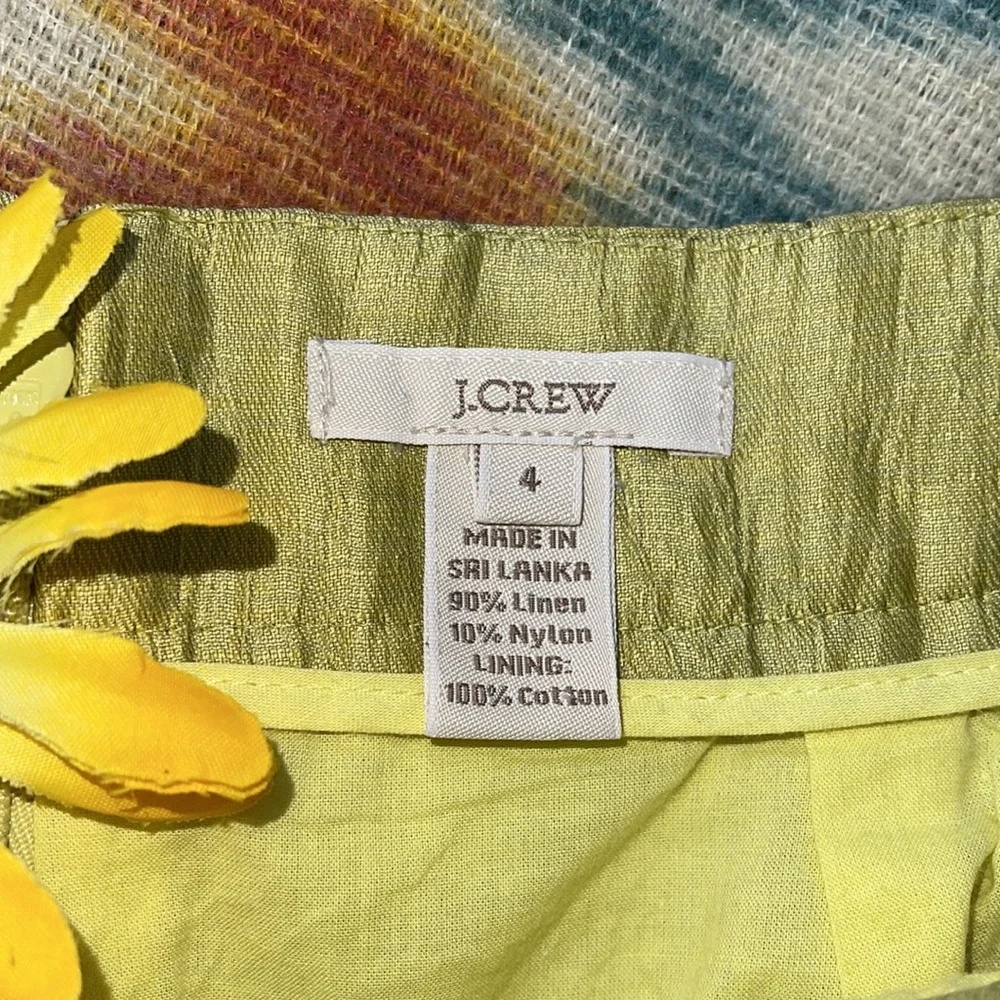 J.CREW
4
MADE IN
SRI LANKA
90% Linen
10% Nylon
LINING:
100% Cotton